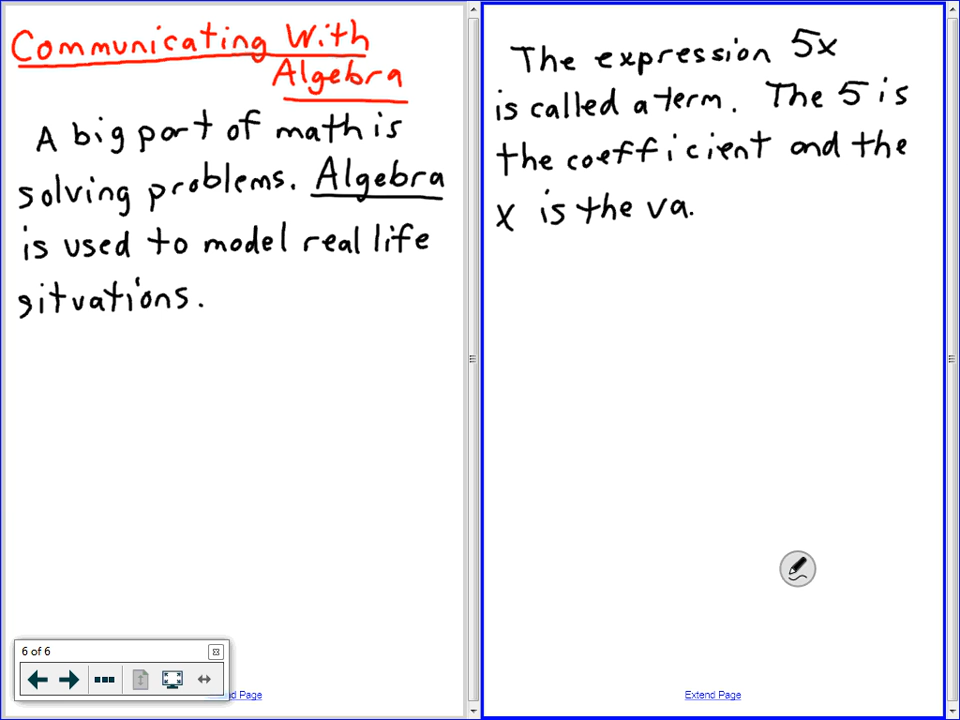 Communicating With
Algebra
A big part of math is
solving problems. Algebra
is used to model real life
situations.
The expression 5x
is called a term. The 5 is
the coefficient and the
x is the va.
6 of 6
Extend Page